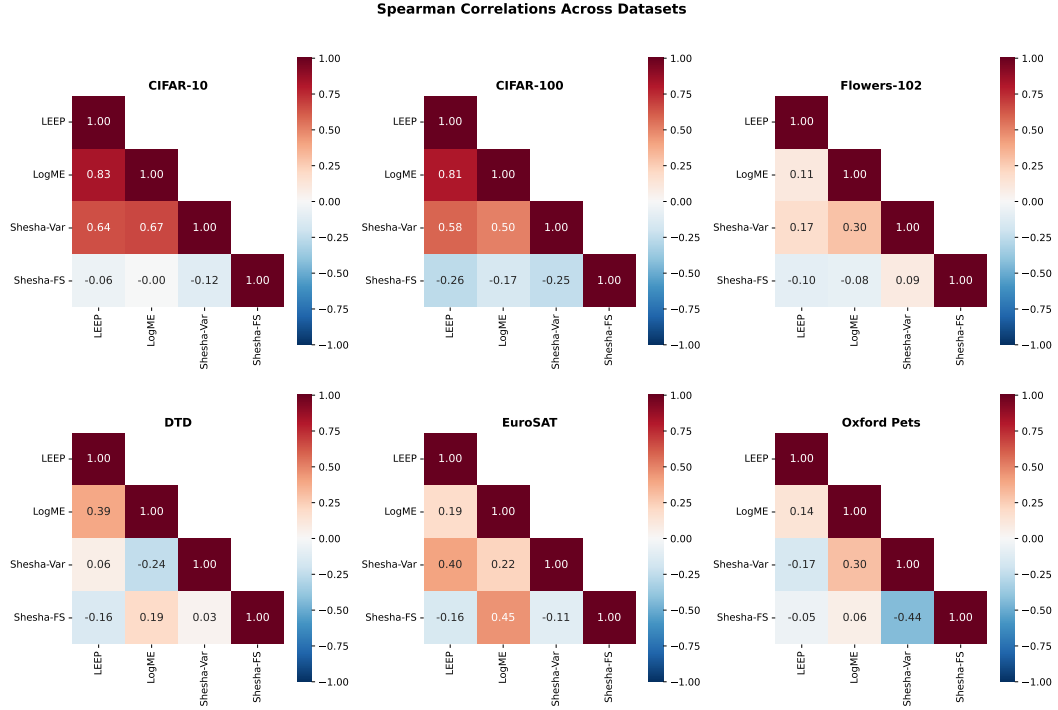 Spearman Correlations Across Datasets
CIFAR-10
LEEP
LogME
Shesha-Var
Shesha-FS
1.00
0.83 1.00
0.64 0.67 1.00
-0.06 -0.00 -0.12 1.00
LEEP
LogME
Shesha-Var
Shesha-FS
1.00
0.75
0.50
0.25
0.00
−0.25
−0.50
−0.75
−1.00
CIFAR-100
LEEP
LogME
Shesha-Var
Shesha-FS
1.00
0.81 1.00
0.58 0.50 1.00
-0.26 -0.17 -0.25 1.00
LEEP
LogME
Shesha-Var
Shesha-FS
1.00
0.75
0.50
0.25
0.00
−0.25
−0.50
−0.75
−1.00
Flowers-102
LEEP
LogME
Shesha-Var
Shesha-FS
1.00
0.11 1.00
0.17 0.30 1.00
-0.10 -0.08 0.09 1.00
LEEP
LogME
Shesha-Var
Shesha-FS
1.00
0.75
0.50
0.25
0.00
−0.25
−0.50
−0.75
−1.00
DTD
LEEP
LogME
Shesha-Var
Shesha-FS
1.00
0.39 1.00
0.06 -0.24 1.00
-0.16 0.19 0.03 1.00
LEEP
LogME
Shesha-Var
Shesha-FS
1.00
0.75
0.50
0.25
0.00
−0.25
−0.50
−0.75
−1.00
EuroSAT
LEEP
LogME
Shesha-Var
Shesha-FS
1.00
0.19 1.00
0.40 0.22 1.00
-0.16 0.45 -0.11 1.00
LEEP
LogME
Shesha-Var
Shesha-FS
1.00
0.75
0.50
0.25
0.00
−0.25
−0.50
−0.75
−1.00
Oxford Pets
LEEP
LogME
Shesha-Var
Shesha-FS
1.00
0.14 1.00
-0.17 0.30 1.00
-0.05 0.06 -0.44 1.00
LEEP
LogME
Shesha-Var
Shesha-FS
1.00
0.75
0.50
0.25
0.00
−0.25
−0.50
−0.75
−1.00